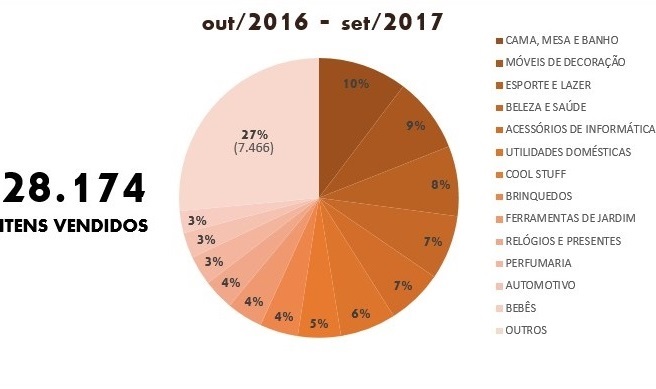 out/2016 - set/2017
28.174
ITENS VENDIDOS
10%
9%
8%
7%
7%
6%
5%
4%
4%
4%
3%
3%
3%
27%
(7.466)
CAMA, MESA E BANHO
MÓVEIS DE DECORAÇÃO
ESPORTE E LAZER
BELEZA E SAÚDE
ACESSÓRIOS DE INFORMÁTICA
UTILIDADES DOMÉSTICAS
COOL STUFF
BRINQUEDOS
FERRAMENTAS DE JARDIM
RELÓGIOS E PRESENTES
PERFUMARIA
AUTOMOTIVO
BEBÊS
OUTROS